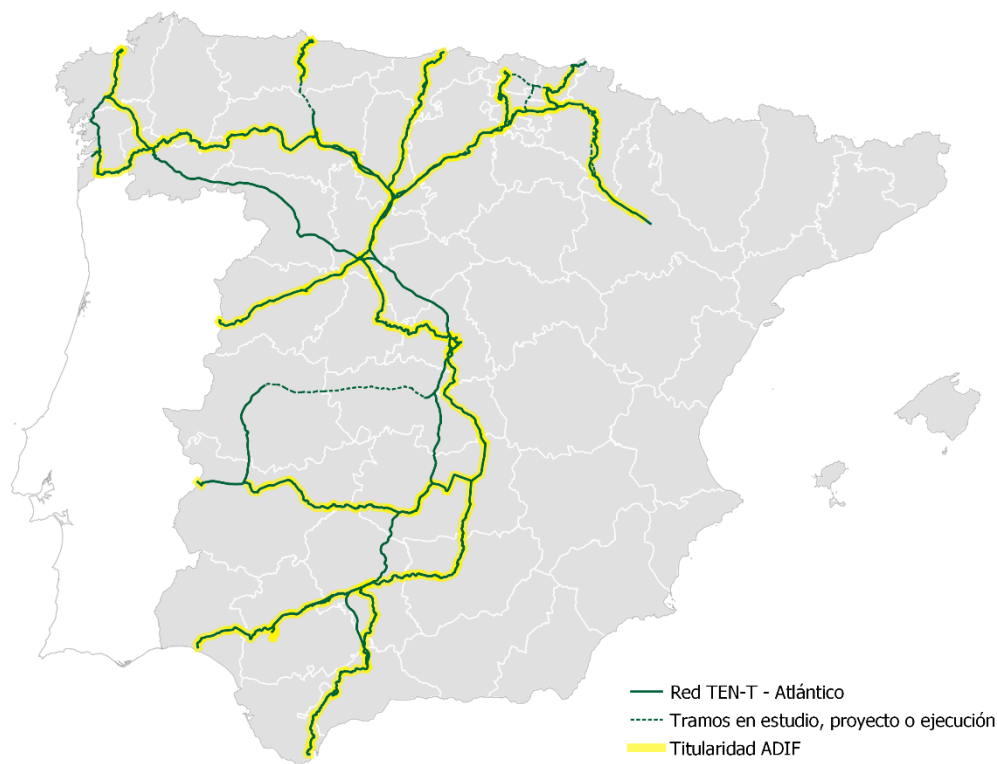 Red TEN-T - Atlántico
Tramos en estudio, proyecto o ejecución
Titularidad ADIF